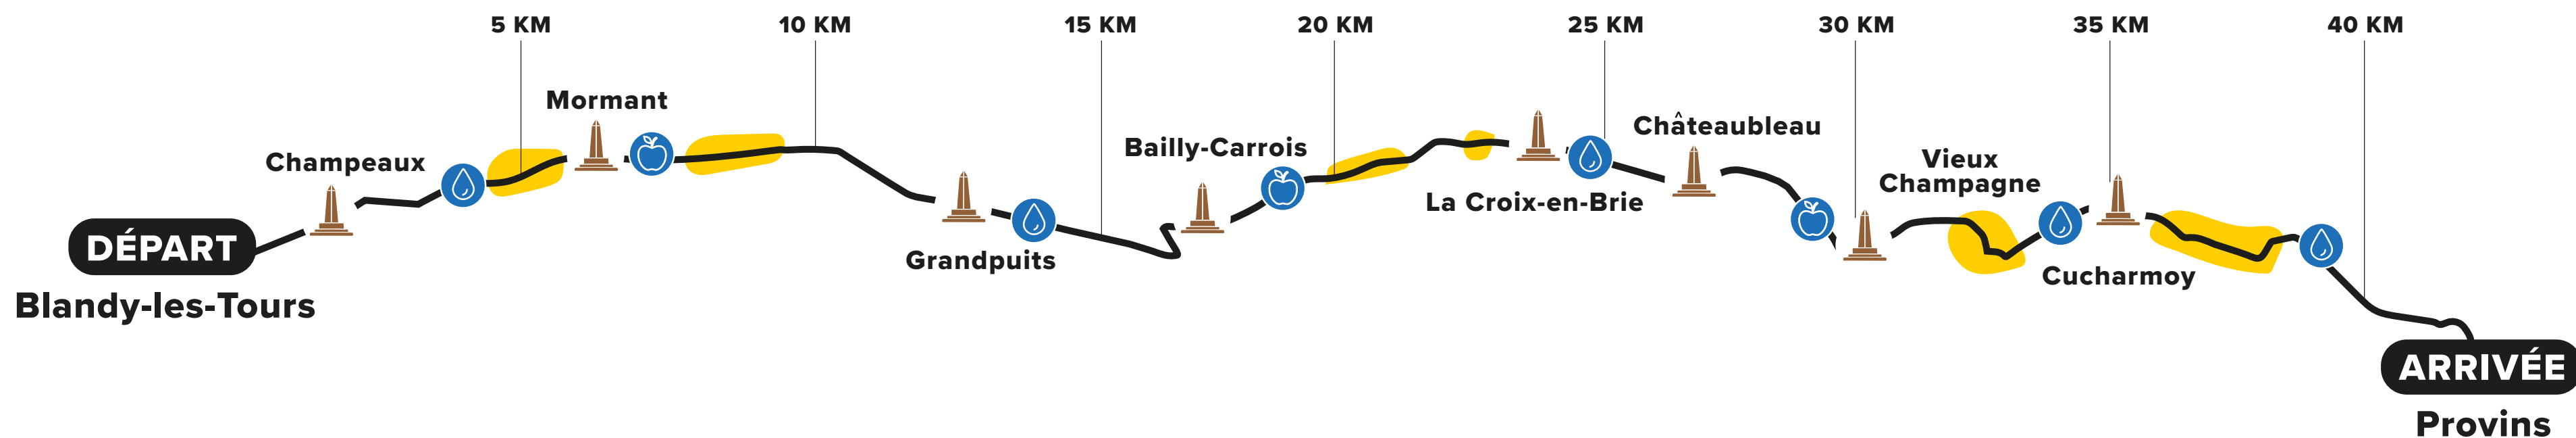 5 KM
10 KM
15 KM
20 KM
25 KM
30 KM
35 KM
40 KM
Mormant
Champeaux
Bailly-Carrois
Châteaubleau
Vieux
Champagne
La Croix-en-Brie
Grandpuits
Cucharmoy
DÉPART
Blandy-les-Tours
ARRIVÉE
Provins